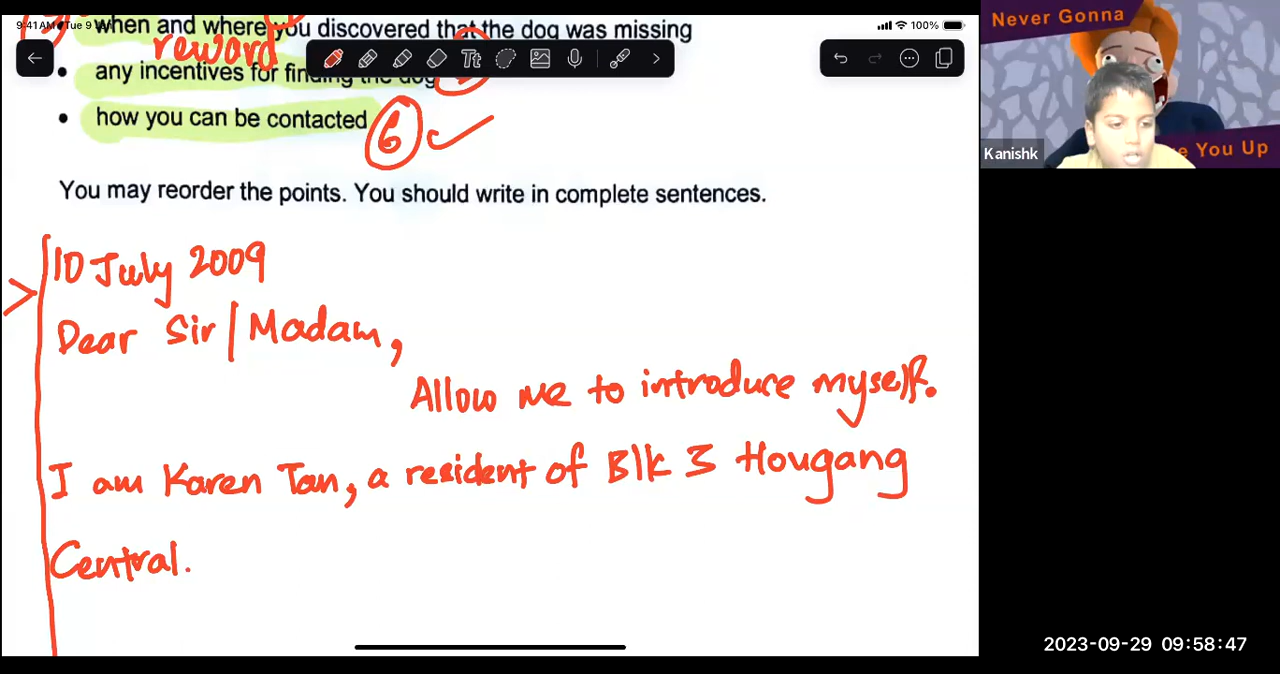 9:41 AM Tue 9 Jan
100%
when and where you discovered that the dog was missing
reword
any incentives for finding the dog
how you can be contacted
6
You may reorder the points. You should write in complete sentences.
10 July 2009
Dear Sir/Madam,
Allow me to introduce myself.
I am Karen Tan, a resident of Blk 3 Hougang
Central.
Tt
Never Gonna
Kanishk
e You Up
2023-09-29 09:58:47